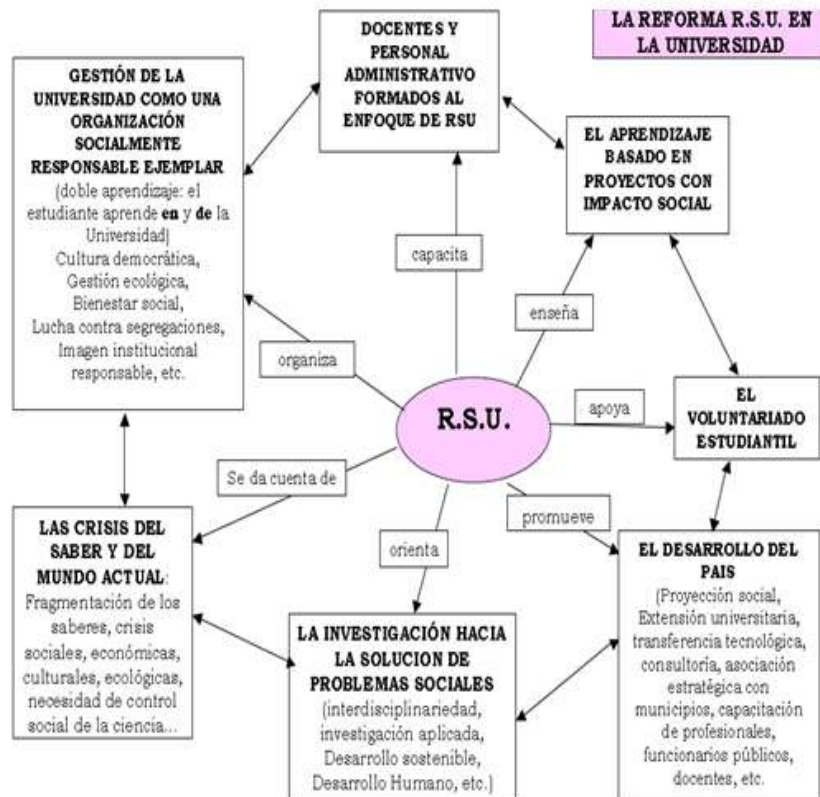 LA REFORMA R.S.U. EN
LA UNIVERSIDAD
DOCENTES Y
PERSONAL
ADMINISTRATIVO
FORMADOS AL
ENFOQUE DE RSU
GESTIÓN DE LA
UNIVERSIDAD COMO UNA
ORGANIZACIÓN
SOCIALMENTE
RESPONSABLE EJEMPLAR
(doble aprendizaje: el
estudiante aprende en y de la
Universidad)
Cultura democrática,
Gestión ecológica,
Bienestar social,
Lucha contra segregaciones,
Imagen institucional
responsable, etc.
EL APRENDIZAJE
BASADO EN
PROYECTOS CON
IMPACTO SOCIAL
capacita
enseña
organiza
R.S.U.
apoya
EL
VOLUNTARIADO
ESTUDIANTIL
Se da cuenta de
orienta
promueve
LAS CRISIS DEL
SABER Y DEL
MUNDO ACTUAL:
Fragmentación de los
saberes, crisis
sociales, económicas,
culturales, ecológicas,
necesidad de control
social de la ciencia...
LA INVESTIGACIÓN HACIA
LA SOLUCION DE
PROBLEMAS SOCIALES
(interdisciplinariedad,
investigación aplicada,
Desarrollo sostenible,
Desarrollo Humano, etc.)
EL DESARROLLO DEL
PAIS
(Proyección social,
Extensión universitaria,
transferencia tecnológica,
consultoría, asociación
estratégica con
municipios, capacitación
de profesionales,
funcionarios públicos,
docentes, etc.